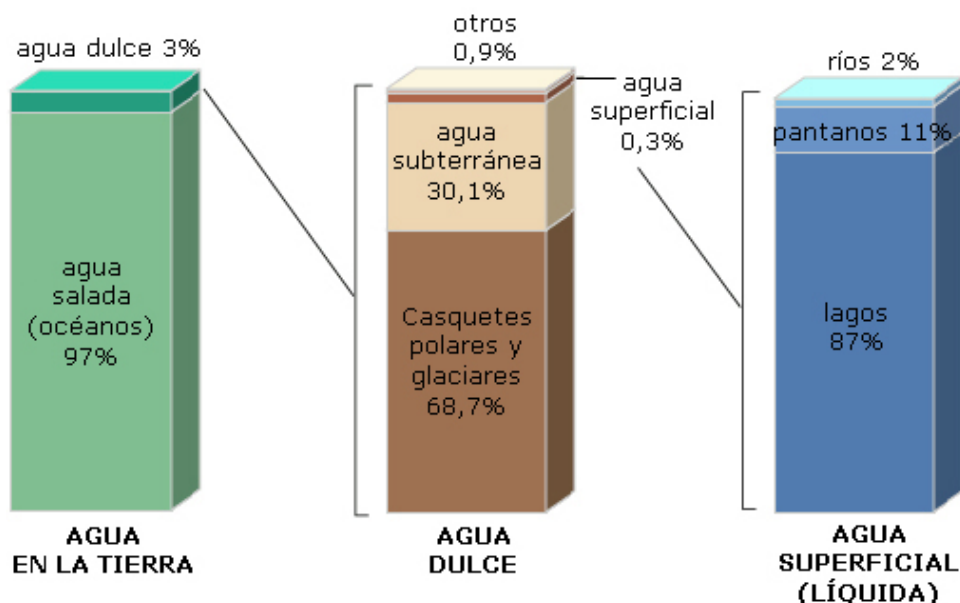 agua dulce 3%
agua
salada
(océanos)
97%
AGUA
EN LA TIERRA
otros
0,9%
agua
superficial
0,3%
agua
subterránea
30,1%
Casquetes
polares y
glaciares
68,7%
AGUA
DULCE
ríos 2%
pantanos 11%
lagos
87%
AGUA
SUPERFICIAL
(LÍQUIDA)